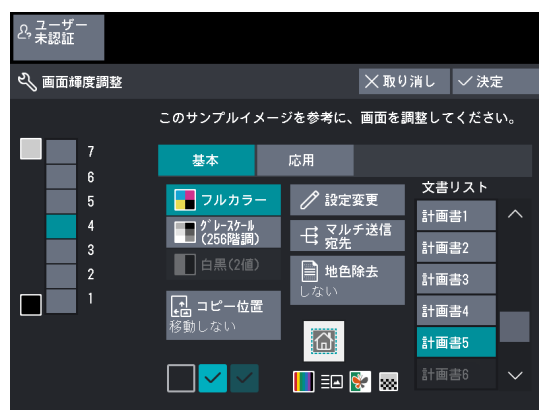 ユーザー
未認証
画面輝度調整
取り消し
決定
このサンプルイメージを参考に、画面を調整してください。
7
6
5
4
3
2
1
基本
応用
フルカラー
グレースケール
(256階調)
白黒(2値)
コピー位置
移動しない
設定変更
マルチ送信
宛先
地色除去
しない
文書リスト
計画書1
計画書2
計画書3
計画書4
計画書5
計画書6